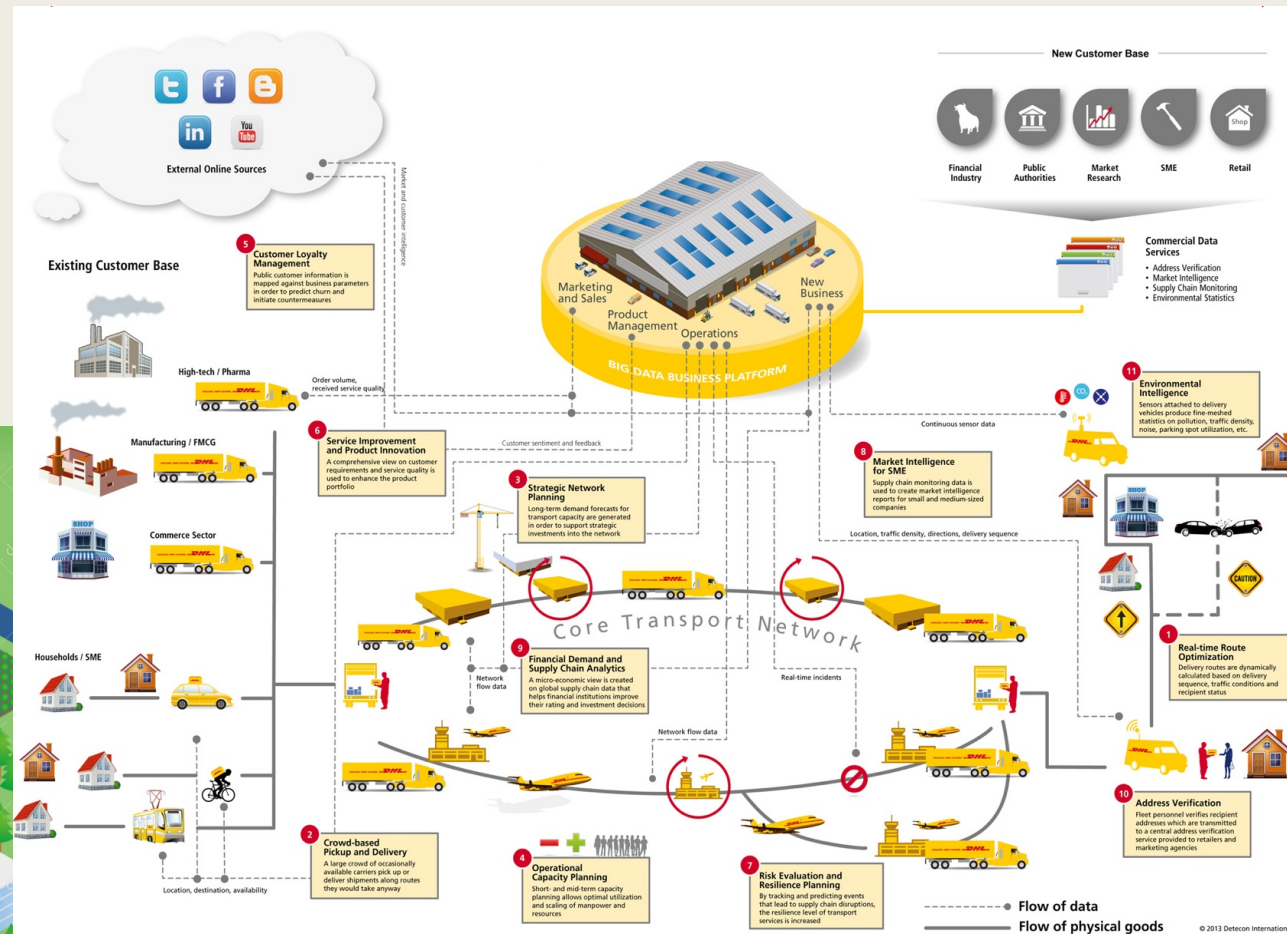 New Customer Base
t
f
B
in
You
Tube
External Online Sources
Shop
Financial
Industry
Public
Authorities
Market
Research
SME
Retail
Market and customer intelligence
Commercial Data
Services
• Address Verification
• Market Intelligence
• Supply Chain Monitoring
• Environmental Statistics
Existing Customer Base
5
Customer Loyalty
Management
Public customer information is
mapped against business parameters
in order to predict churn and
initiate countermeasures
Marketing
and Sales
Product
Management
Operations
New
Business
BIG DATA BUSINESS PLATFORM
High-tech / Pharma
DHL
Order volume,
received service quality
11
Environmental
Intelligence
Sensors attached to delivery
vehicles produce fine-meshed
statistics on pollution, traffic density,
noise, parking spot utilization, etc.
CO₂
DHL
Continuous sensor data
Manufacturing / FMCG
DHL
6
Service Improvement
and Product Innovation
A comprehensive view on customer
requirements and service quality is
used to enhance the product
portfolio
Customer sentiment and feedback
8
Market Intelligence
for SME
Supply chain monitoring data is
used to create market intelligence
reports for small and medium-sized
companies
3
Strategic Network
Planning
Long-term demand forecasts for
transport capacity are generated
in order to support strategic
investments into the network
SHOP
SHOP
Commerce Sector
DHL
Location, traffic density, directions, delivery sequence
CAUTION
DHL
Core Transport Network
DHL
DHL
1
Real-time Route
Optimization
Delivery routes are dynamically
calculated based on delivery
sequence, traffic conditions and
recipient status
9
Financial Demand and
Supply Chain Analytics
A micro-economic view is created
on global supply chain data that
helps financial institutions improve
their rating and investment decisions
Households / SME
Network
flow data
Real-time incidents
Network flow data
DHL
DHL
DHL
10
Address Verification
Fleet personnel verifies recipient
addresses which are transmitted
to a central address verification
service provided to retailers and
marketing agencies
2
Crowd-based
Pickup and Delivery
A large crowd of occasionally
available carriers pick up or
deliver shipments along routes
they would take anyway
Location, destination, availability
4
Operational
Capacity Planning
Short- and mid-term capacity
planning allows optimal utilization
and scaling of manpower and
resources
7
Risk Evaluation and
Resilience Planning
By tracking and predicting events
that lead to supply chain disruptions,
the resilience level of transport
services is increased
DHL
Flow of data
Flow of physical goods
© 2013 Detecon International